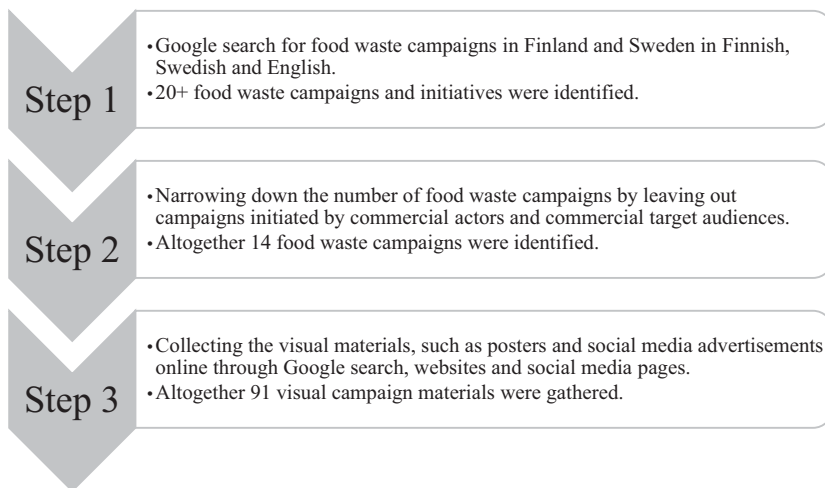 Step 1
•Google search for food waste campaigns in Finland and Sweden in Finnish,
Swedish and English.
•20+ food waste campaigns and initiatives were identified.
Step 2
•Narrowing down the number of food waste campaigns by leaving out
campaigns initiated by commercial actors and commercial target audiences.
•Altogether 14 food waste campaigns were identified.
Step 3
•Collecting the visual materials, such as posters and social media advertisements
online through Google search, websites and social media pages.
•Altogether 91 visual campaign materials were gathered.